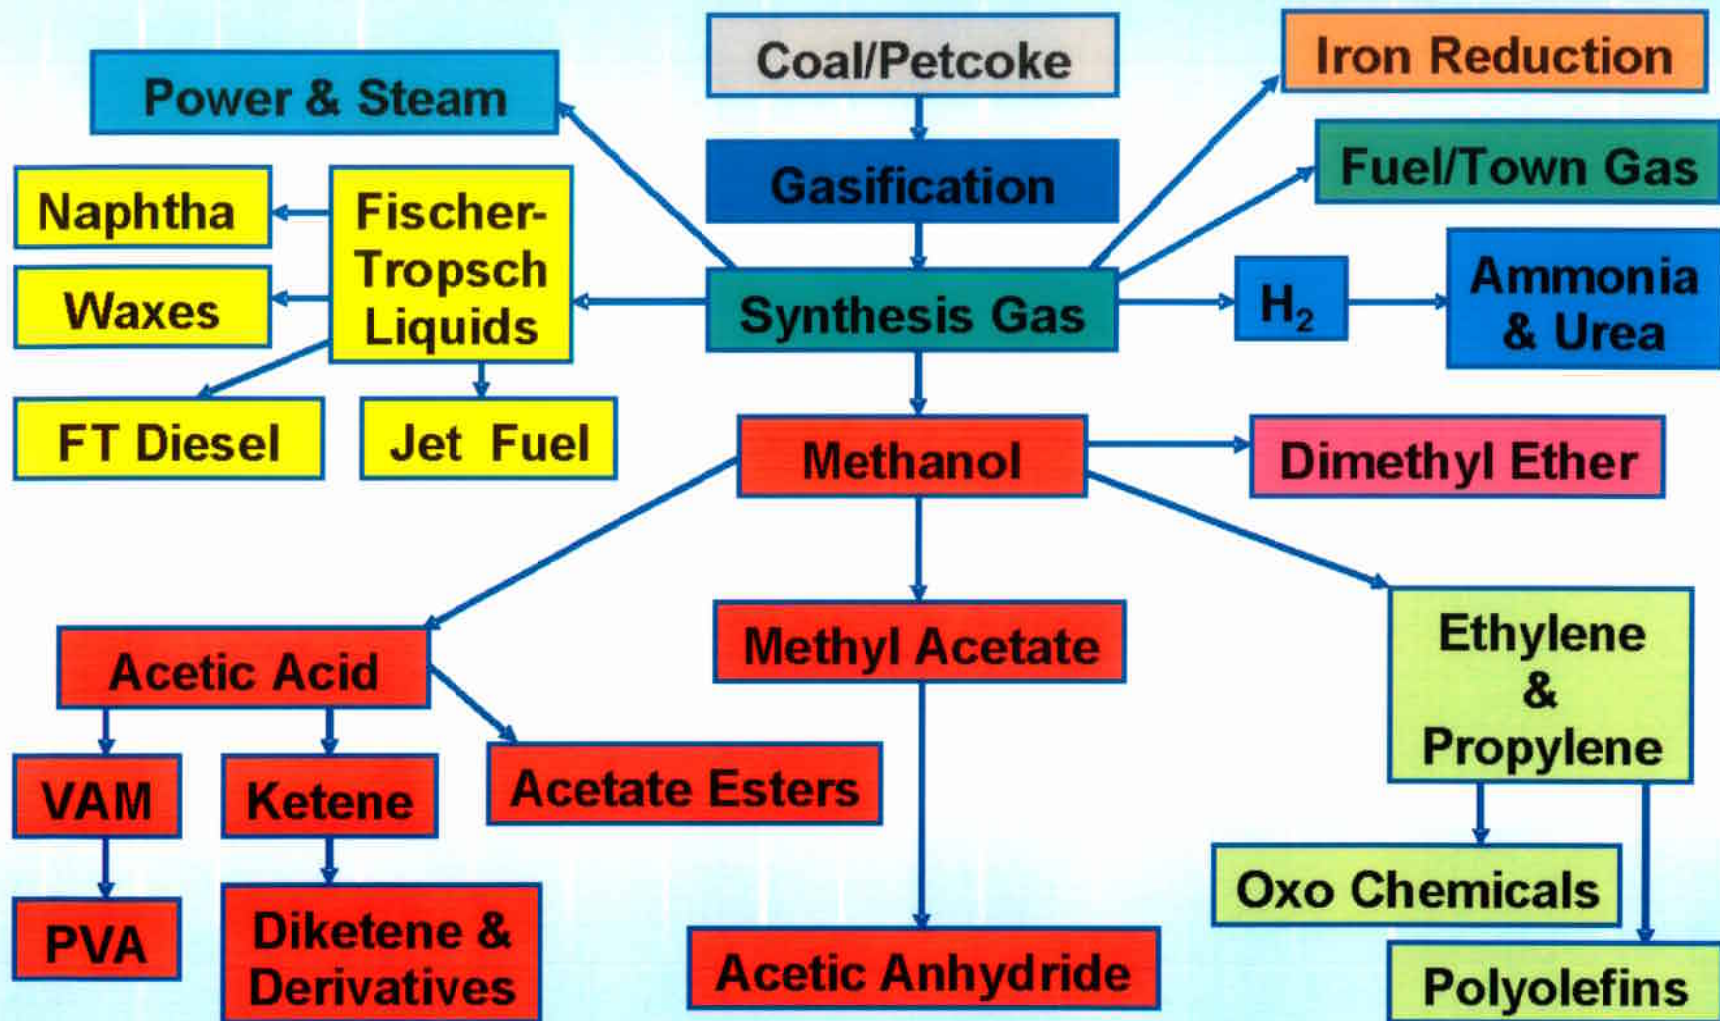 Coal/Petcoke
Iron Reduction
Power & Steam
Gasification
Fuel/Town Gas
Naphtha
Fischer-
Tropsch
Liquids
Waxes
Synthesis Gas
H₂
Ammonia
& Urea
FT Diesel
Jet Fuel
Methanol
Dimethyl Ether
Acetic Acid
Methyl Acetate
Ethylene
&
Propylene
VAM
Ketene
Acetate Esters
Oxo Chemicals
PVA
Diketene &
Derivatives
Acetic Anhydride
Polyolefins